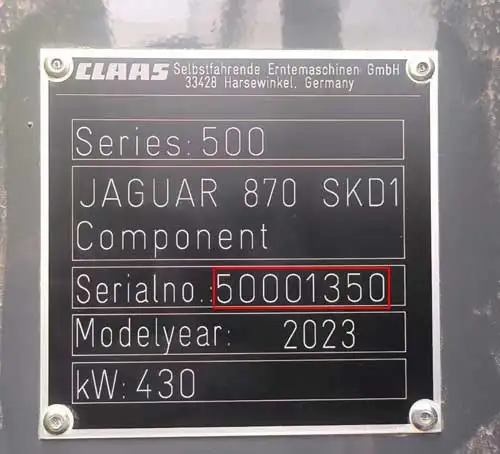 CLAAS Selbstfahrende Erntemaschinen GmbH
33428 Harsewinkel, Germany
Series: 500
JAGUAR 870 SKD1
Component
Serialno.: 50001350
Modelyear: 2023
kW: 430